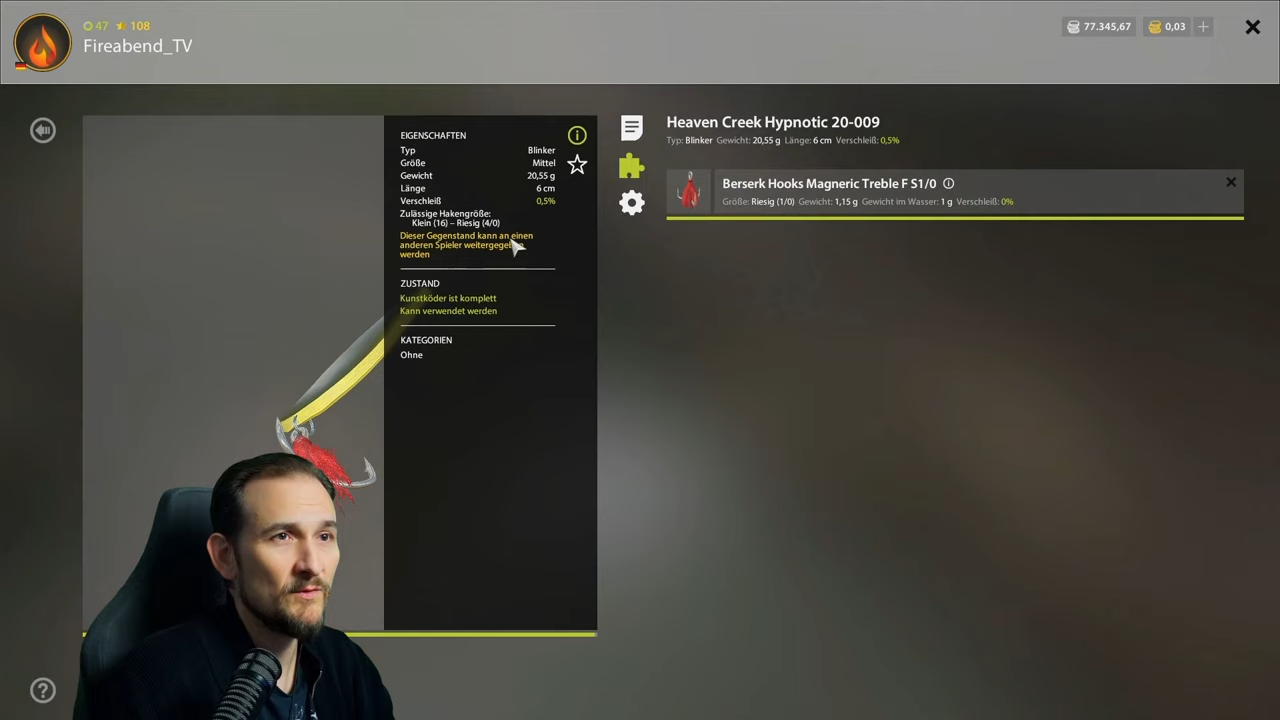 47 108
Fireabend_TV
77.345,67
0,03
EIGENSCHAFTEN
Typ Blinker
Größe Mittel
Gewicht 20,55 g
Länge 6 cm
Verschleiß 0,5%
Zulässige Hakengröße:
Klein (16) – Riesig (4/0)
Dieser Gegenstand kann an einen
anderen Spieler
werden
ZUSTAND
Kunstköder ist komplett
Kann verwendet werden
KATEGORIEN
Ohne
Heaven Creek Hypnotic 20-009
Typ: Blinker Gewicht: 20,55 g Länge: 6 cm Verschleiß: 0,5%
Berserk Hooks Magneric Treble F S1/0
Größe: Riesig (1/0) Gewicht: 1,15 g Gewicht im Wasser: 1 g Verschleiß: 0%